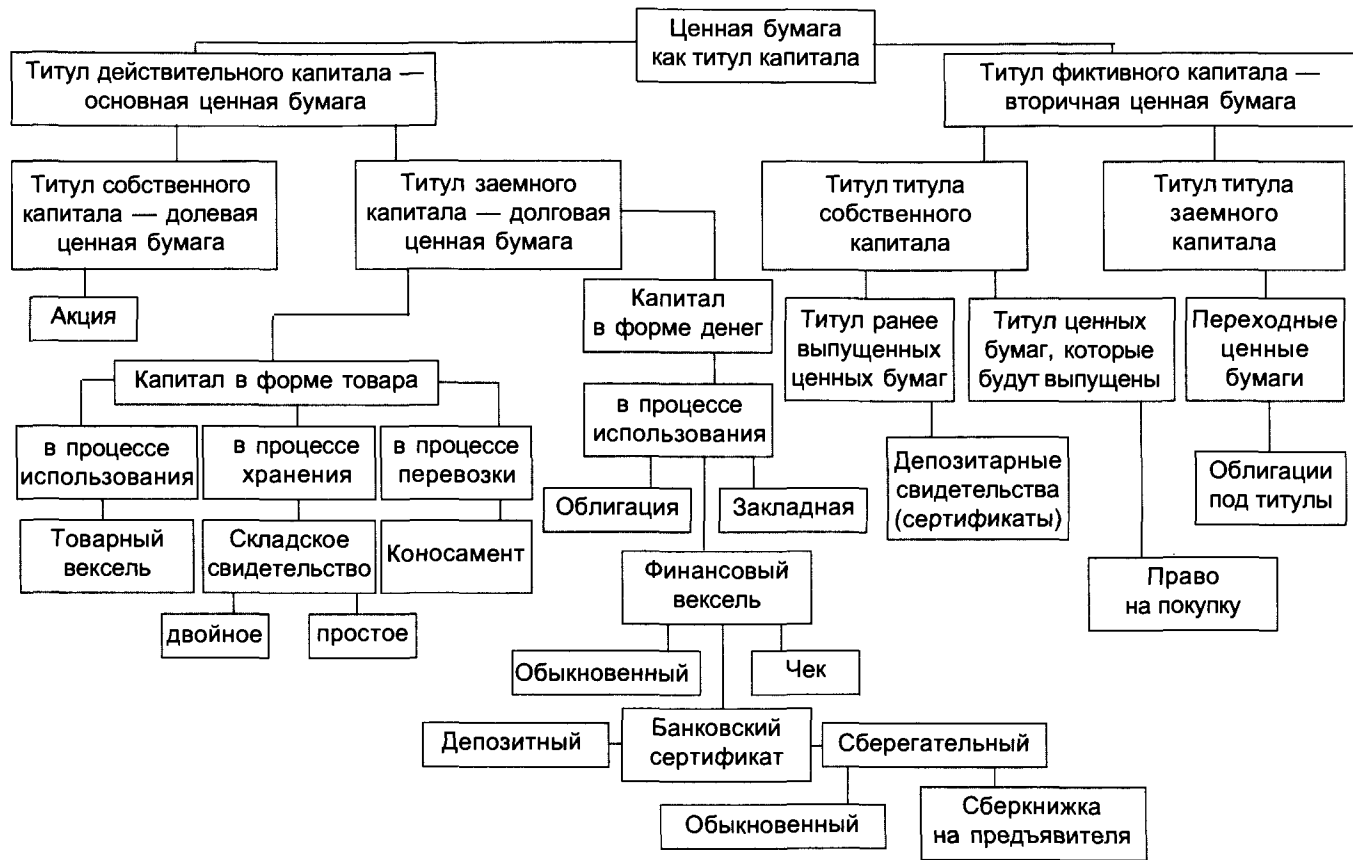 Ценная бумага
как титул капитала
Титул действительного капитала —
основная ценная бумага
Титул фиктивного капитала —
вторичная ценная бумага
Титул собственного
капитала — долевая
ценная бумага
Титул заемного
капитала — долговая
ценная бумага
Титул титула
собственного
капитала
Титул титула
заемного
капитала
Акция
Капитал
в форме денег
Титул ранее
выпущенных
ценных бумаг
Титул ценных
бумаг, которые
будут выпущены
Переходные
ценные
бумаги
Капитал в форме товара
в процессе
использования
в процессе
хранения
в процессе
перевозки
в процессе
использования
Депозитарные
свидетельства
(сертификаты)
Облигации
под титулы
Облигация
Закладная
Товарный
вексель
Складское
свидетельство
Коносамент
Финансовый
вексель
Право
на покупку
двойное
простое
Обыкновенный
Чек
Депозитный
Банковский
сертификат
Сберегательный
Обыкновенный
Сберкнижка
на предъявителя